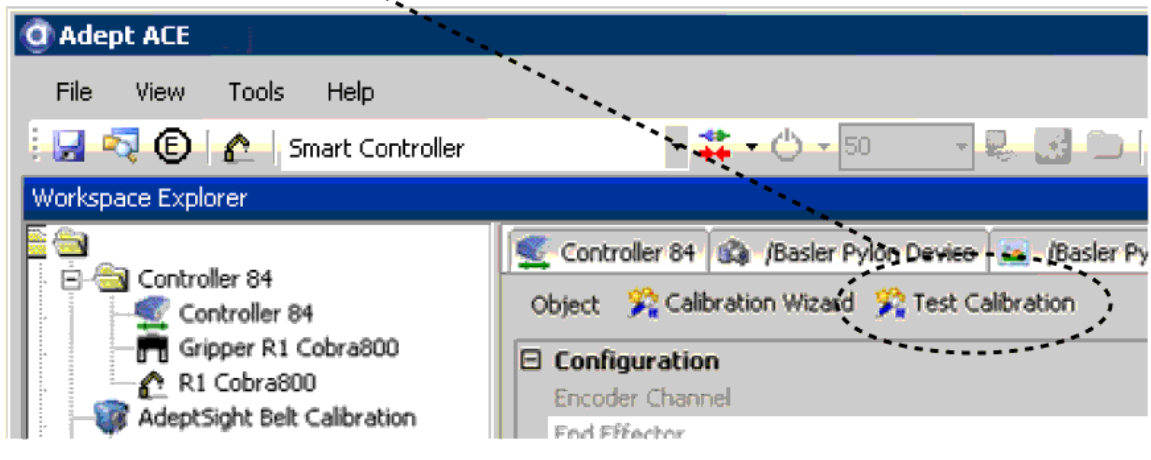 Adept ACE
File View Tools Help
E Smart Controller 50
Workspace Explorer
Controller 84
Controller 84
Gripper R1 Cobra800
R1 Cobra800
AdeptSight Belt Calibration
Controller 84 /Basler Pylon Device /Basler Py
Object Calibration Wizard Test Calibration
Configuration
Encoder Channel
End Effector